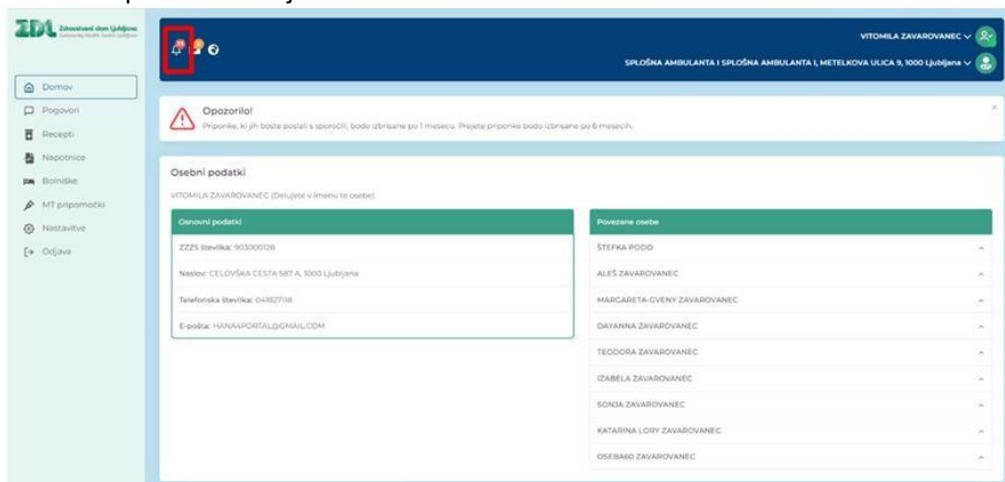 ZDL Zdravstveni dom Ljubljana
Community Health Centre Ljubljana
VITOMILA ZAVAROVANEC
SPLOŠNA AMBULANTA I SPLOŠNA AMBULANTA I, METELKOVA ULICA 9, 1000 Ljubljana
Domov
Pogovori
Recepti
Napotnice
Bolniške
MT pripomočki
Nastavitve
Odjava
Opozorilo!
Priponke, ki jih boste poslali s sporočili, bodo izbrisane po 1 mesecu. Prejete priponke bodo izbrisane po 6 mesecih.
Osebni podatki
VITOMILA ZAVAROVANEC (Delujete v imenu te osebe)
Osnovni podatki
ZZZS številka: 903000128
Naslov: CELOVŠKA CESTA 587 A, 1000 Ljubljana
Telefonska številka:
E-pošta: HANA4PORTAL@GMAIL.COM
Povezane osebe
ŠTEFKA PODO
ALEŠ ZAVAROVANEC
MARGARETA-GVENY ZAVAROVANEC
DAYANNA ZAVAROVANEC
TEODORA ZAVAROVANEC
IZABELA ZAVAROVANEC
SONJA ZAVAROVANEC
KATARINA LORY ZAVAROVANEC
OSEBA60 ZAVAROVANEC